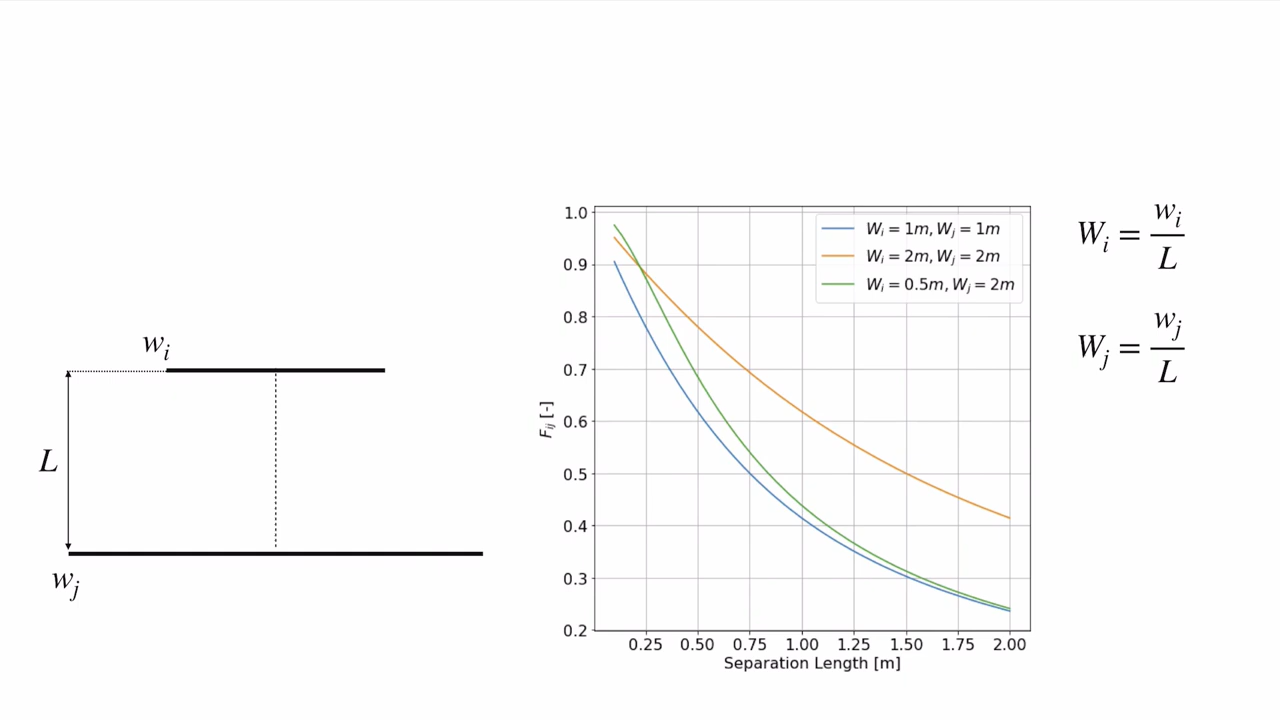 w_i
L
w_j
1.0
0.9
0.8
0.7
0.6
0.5
0.4
0.3
0.2
F_ij [-]
0.25 0.50 0.75 1.00 1.25 1.50 1.75 2.00
Separation Length [m]
W_i = 1m, W_j = 1m
W_i = 2m, W_j = 2m
W_i = 0.5m, W_j = 2m
W_i = w_i / L
W_j = w_j / L